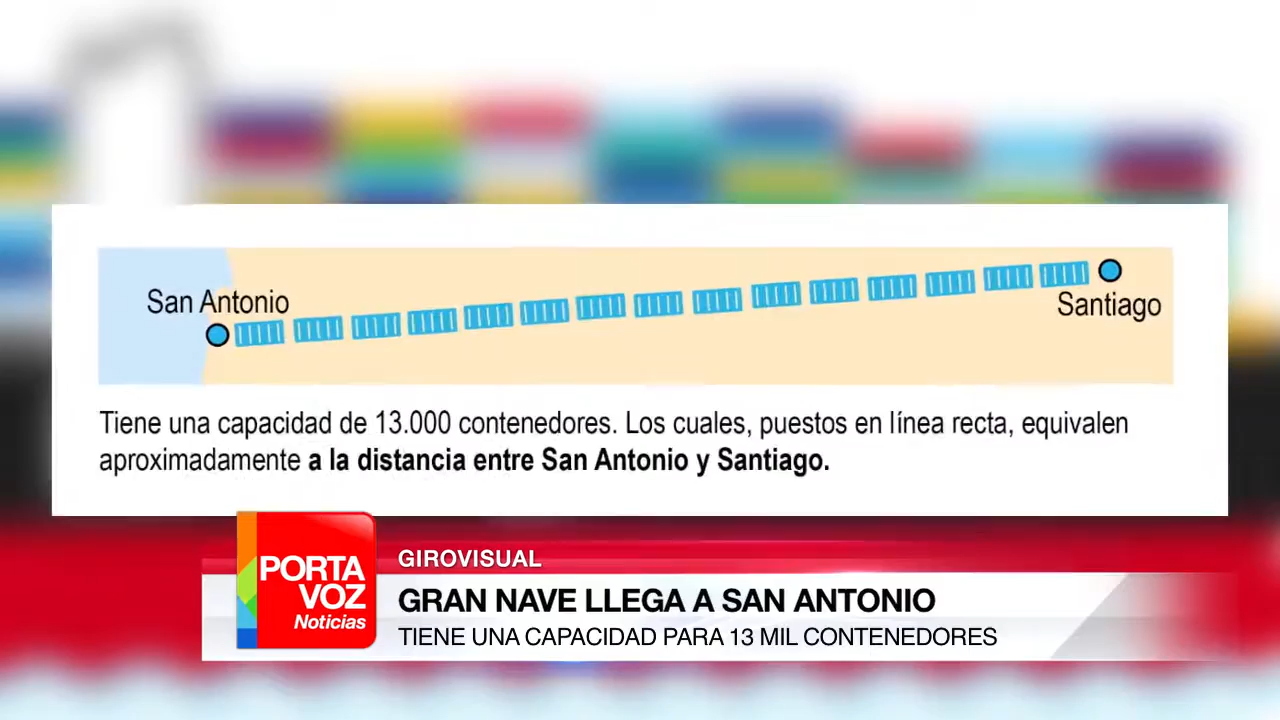 San Antonio
Santiago
Tiene una capacidad de 13.000 contenedores. Los cuales, puestos en línea recta, equivalen
aproximadamente a la distancia entre San Antonio y Santiago.
PORTA
VOZ
Noticias
GIROVISUAL
GRAN NAVE LLEGA A SAN ANTONIO
TIENE UNA CAPACIDAD PARA 13 MIL CONTENEDORES